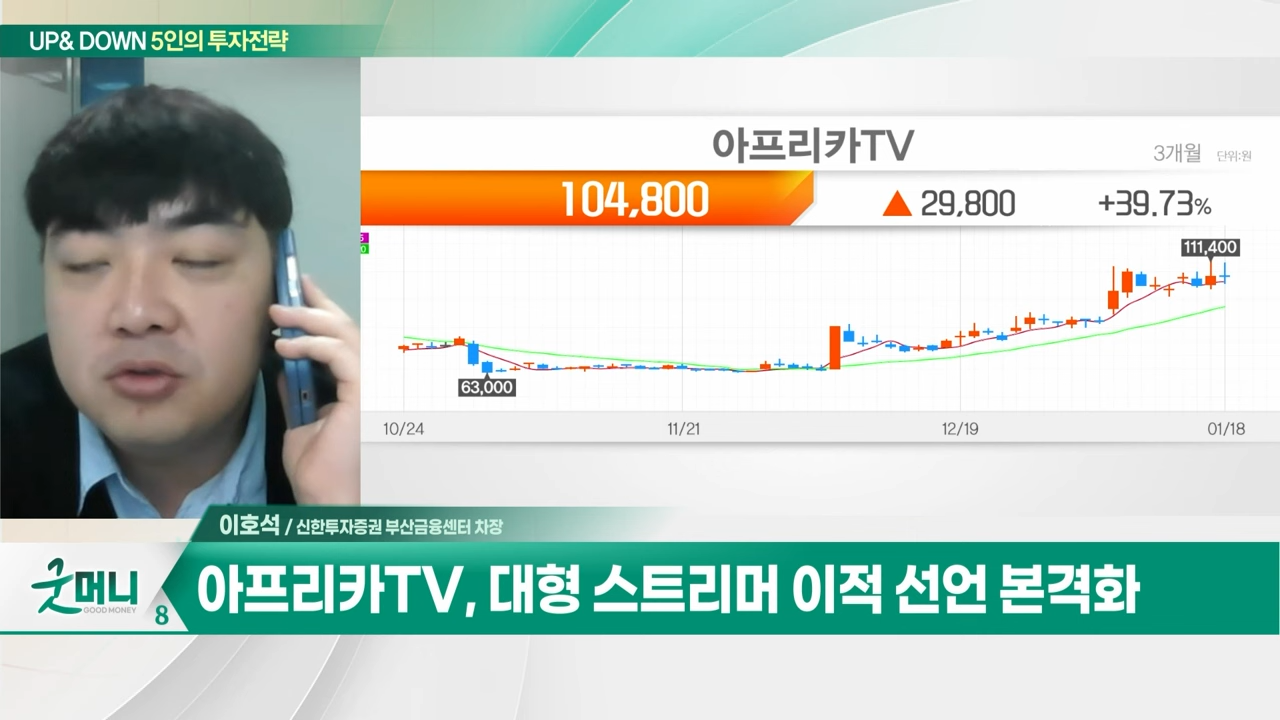 UP& DOWN 5인의 투자전략
아프리카TV
3개월 단위:원
104,800 ▲ 29,800 +39.73%
111,400
63,000
10/24 11/21 12/19 01/18
이호석 / 신한투자증권 부산금융센터 차장
굿머니
GOOD MONEY
8
아프리카TV, 대형 스트리머 이적 선언 본격화